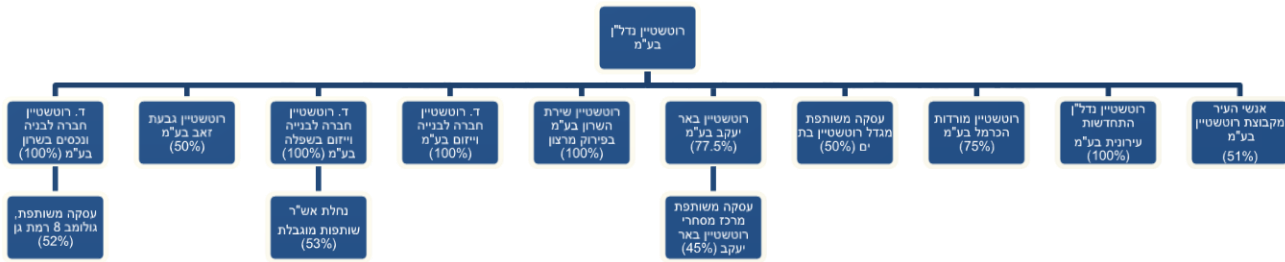 רוטשטיין נדל"ן
בע"מ
אנשי העיר
מקבוצת רוטשטיין
בע"מ
(51%)
רוטשטיין נדל"ן
התחדשות
עירונית בע"מ
(100%)
רוטשטיין מורדות
הכרמל בע"מ
(75%)
עסקה משותפת
מגדל רוטשטיין בת
ים (50%)
רוטשטיין באר
יעקב בע"מ
(77.5%)
רוטשטיין שירת
השרון בע"מ
בפירוק מרצון
(100%)
ד. רוטשטיין
חברה לבנייה
וייזום בע"מ
(100%)
ד. רוטשטיין
חברה לבנייה
וייזום בשפלה
בע"מ (100%)
רוטשטיין גבעת
זאב בע"מ
(50%)
ד. רוטשטיין
חברה לבניה
ונכסים בשרון
בע"מ (100%)
עסקה משותפת
מרכז מסחרי
רוטשטיין באר
יעקב (45%)
נחלת אש"ר
שותפות מוגבלת
(53%)
עסקה משותפת,
גולומב 8 רמת גן
(52%)